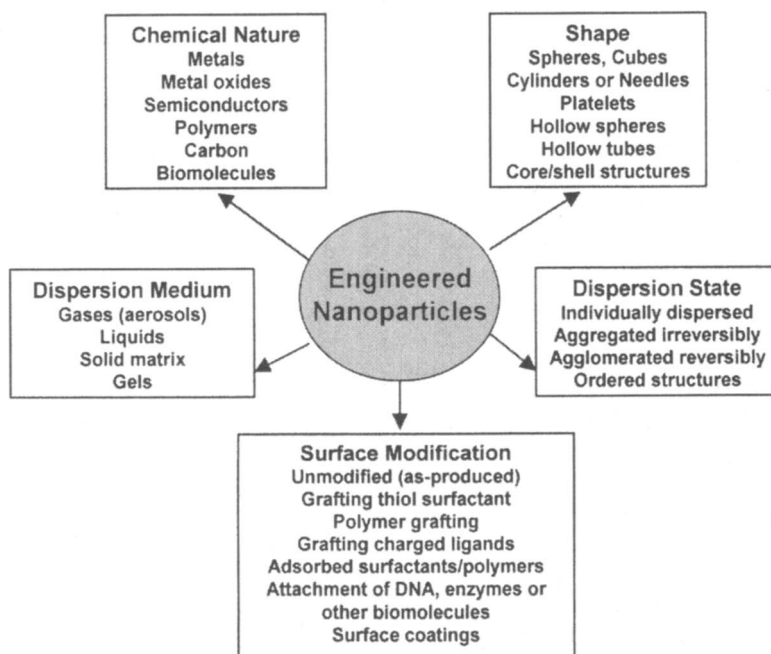 Chemical Nature
Metals
Metal oxides
Semiconductors
Polymers
Carbon
Biomolecules
Shape
Spheres, Cubes
Cylinders or Needles
Platelets
Hollow spheres
Hollow tubes
Core/shell structures
Engineered
Nanoparticles
Dispersion Medium
Gases (aerosols)
Liquids
Solid matrix
Gels
Dispersion State
Individually dispersed
Aggregated irreversibly
Agglomerated reversibly
Ordered structures
Surface Modification
Unmodified (as-produced)
Grafting thiol surfactant
Polymer grafting
Grafting charged ligands
Adsorbed surfactants/polymers
Attachment of DNA, enzymes or
other biomolecules
Surface coatings